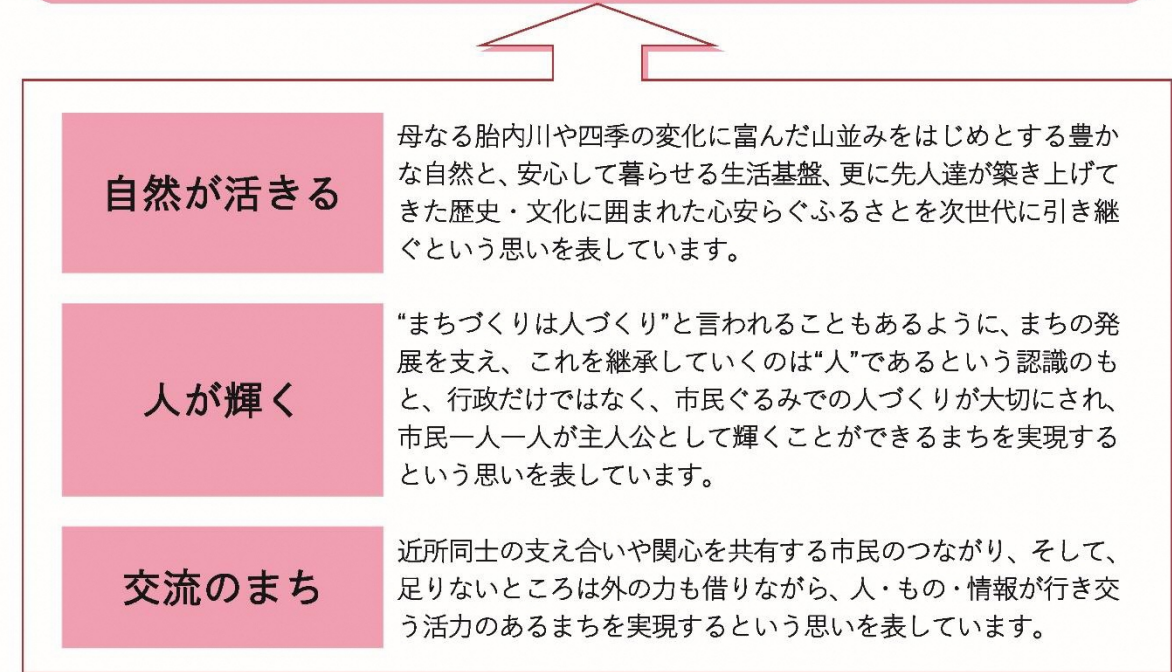 自然が活きる
母なる胎内川や四季の変化に富んだ山並みをはじめとする豊か
な自然と、安心して暮らせる生活基盤、更に先人達が築き上げて
きた歴史・文化に囲まれた心安らぐふるさとを次世代に引き継
ぐという思いを表しています。
人が輝く
“まちづくりは人づくり”と言われることもあるように、まちの発
展を支え、これを継承していくのは“人”であるという認識のも
と、行政だけではなく、市民ぐるみでの人づくりが大切にされ、
市民一人一人が主人公として輝くことができるまちを実現する
という思いを表しています。
交流のまち
近所同士の支え合いや関心を共有する市民のつながり、そして、
足りないところは外の力も借りながら、人・もの・情報が行き交
う活力のあるまちを実現するという思いを表しています。